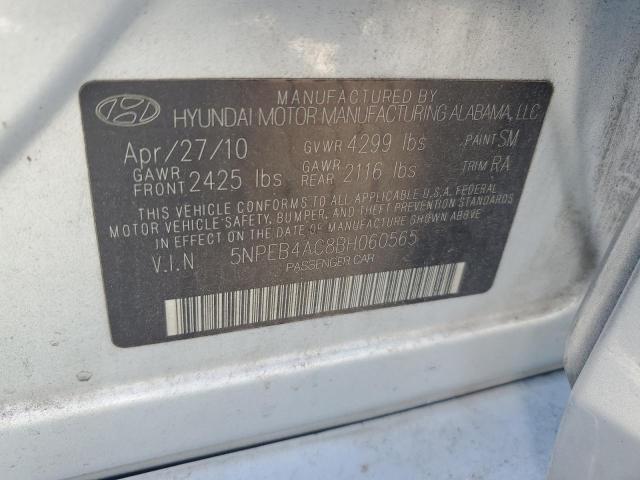 MANUFACTURED BY
HYUNDAI MOTOR MANUFACTURING ALABAMA, LLC
Apr/27/10 GVWR 4299 lbs PAINT SM
GAWR FRONT 2425 lbs GAWR REAR 2116 lbs TRIM RA
THIS VEHICLE CONFORMS TO ALL APPLICABLE U.S.A. FEDERAL
MOTOR VEHICLE SAFETY, BUMPER, AND THEFT PREVENTION
STANDARDS IN EFFECT ON THE DATE OF MANUFACTURE SHOWN ABOVE
V.I.N 5NPEB4AC8BH060565
PASSENGER CAR